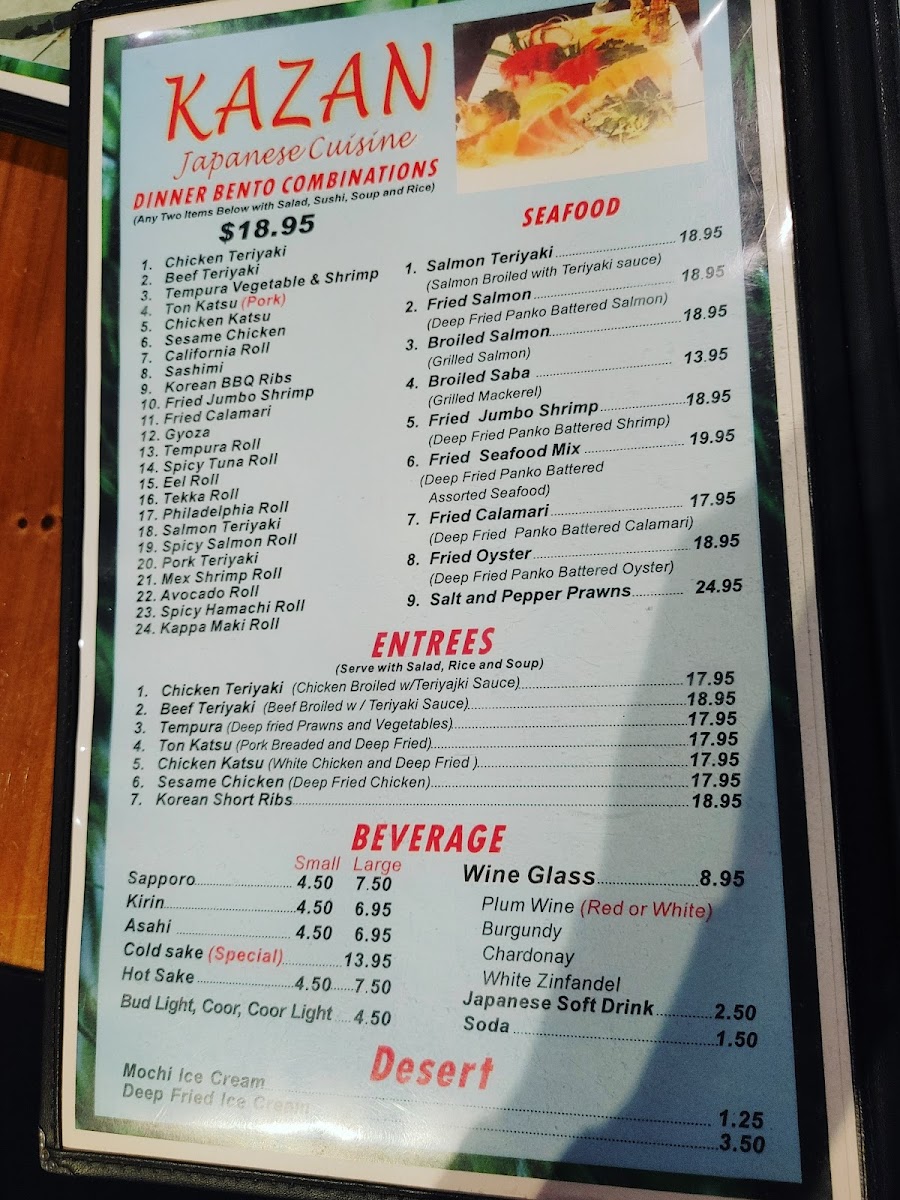 KAZAN
Japanese Cuisine
DINNER BENTO COMBINATIONS
(Any Two Items Below with Salad, Sushi, Soup and Rice)
$18.95
1. Chicken Teriyaki
2. Beef Teriyaki
3. Tempura Vegetable & Shrimp
4. Ton Katsu (Pork)
5. Chicken Katsu
6. Sesame Chicken
7. California Roll
8. Sashimi
9. Korean BBQ Ribs
10. Fried Jumbo Shrimp
11. Fried Calamari
12. Gyoza
13. Tempura Roll
14. Spicy Tuna Roll
15. Eel Roll
16. Tekka Roll
17. Philadelphia Roll
18. Salmon Teriyaki
19. Spicy Salmon Roll
20. Pork Teriyaki
21. Mex Shrimp Roll
22. Avocado Roll
23. Spicy Hamachi Roll
24. Kappa Maki Roll
SEAFOOD
1. Salmon Teriyaki 18.95
(Salmon Broiled with Teriyaki sauce)
2. Fried Salmon 18.95
(Deep Fried Panko Battered Salmon)
3. Broiled Salmon 18.95
(Grilled Salmon)
4. Broiled Saba 13.95
(Grilled Mackerel)
5. Fried Jumbo Shrimp 18.95
(Deep Fried Panko Battered Shrimp)
6. Fried Seafood Mix 19.95
(Deep Fried Panko Battered
Assorted Seafood)
7. Fried Calamari 17.95
(Deep Fried Panko Battered Calamari)
8. Fried Oyster 18.95
(Deep Fried Panko Battered Oyster)
9. Salt and Pepper Prawns 24.95
ENTREES
(Serve with Salad, Rice and Soup)
1. Chicken Teriyaki (Chicken Broiled w/Teriyajki Sauce) 17.95
2. Beef Teriyaki (Beef Broiled w / Teriyaki Sauce) 18.95
3. Tempura (Deep fried Prawns and Vegetables) 17.95
4. Ton Katsu (Pork Breaded and Deep Fried) 17.95
5. Chicken Katsu (White Chicken and Deep Fried ) 17.95
6. Sesame Chicken (Deep Fried Chicken) 17.95
7. Korean Short Ribs 18.95
BEVERAGE
Small Large
Sapporo 4.50 7.50
Kirin 4.50 6.95
Asahi 4.50 6.95
Cold sake (Special) 13.95
Hot Sake 4.50 7.50
Bud Light, Coor, Coor Light 4.50
Wine Glass 8.95
Plum Wine (Red or White)
Burgundy
Chardonay
White Zinfandel
Japanese Soft Drink 2.50
Soda 1.50
Desert
Mochi Ice Cream 1.25
Deep Fried Ice Cream 3.50